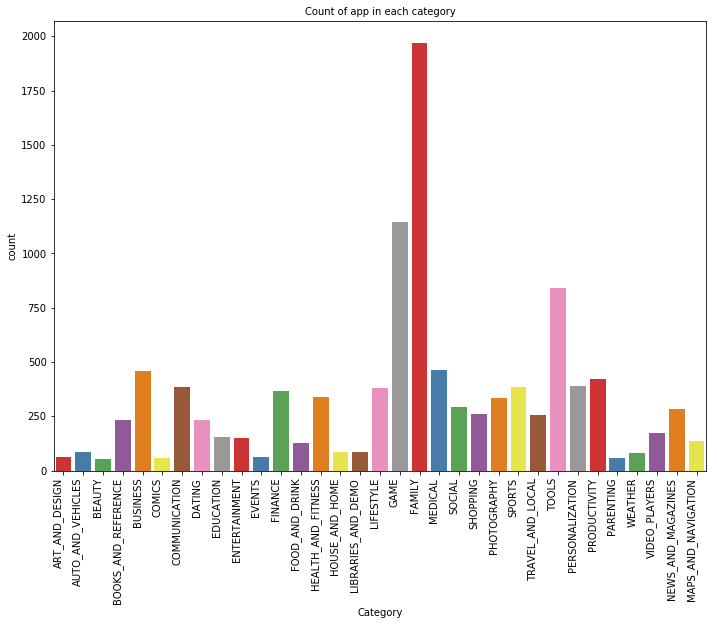 Count of app in each category
2000
1750
1500
1250
1000
750
500
250
0
count
ART_AND_DESIGN
AUTO_AND_VEHICLES
BEAUTY
BOOKS_AND_REFERENCE
BUSINESS
COMICS
COMMUNICATION
DATING
EDUCATION
ENTERTAINMENT
EVENTS
FINANCE
FOOD_AND_DRINK
HEALTH_AND_FITNESS
HOUSE_AND_HOME
LIBRARIES_AND_DEMO
LIFESTYLE
GAME
FAMILY
MEDICAL
SOCIAL
SHOPPING
PHOTOGRAPHY
SPORTS
TRAVEL_AND_LOCAL
TOOLS
PERSONALIZATION
PRODUCTIVITY
PARENTING
WEATHER
VIDEO_PLAYERS
NEWS_AND_MAGAZINES
MAPS_AND_NAVIGATION
Category